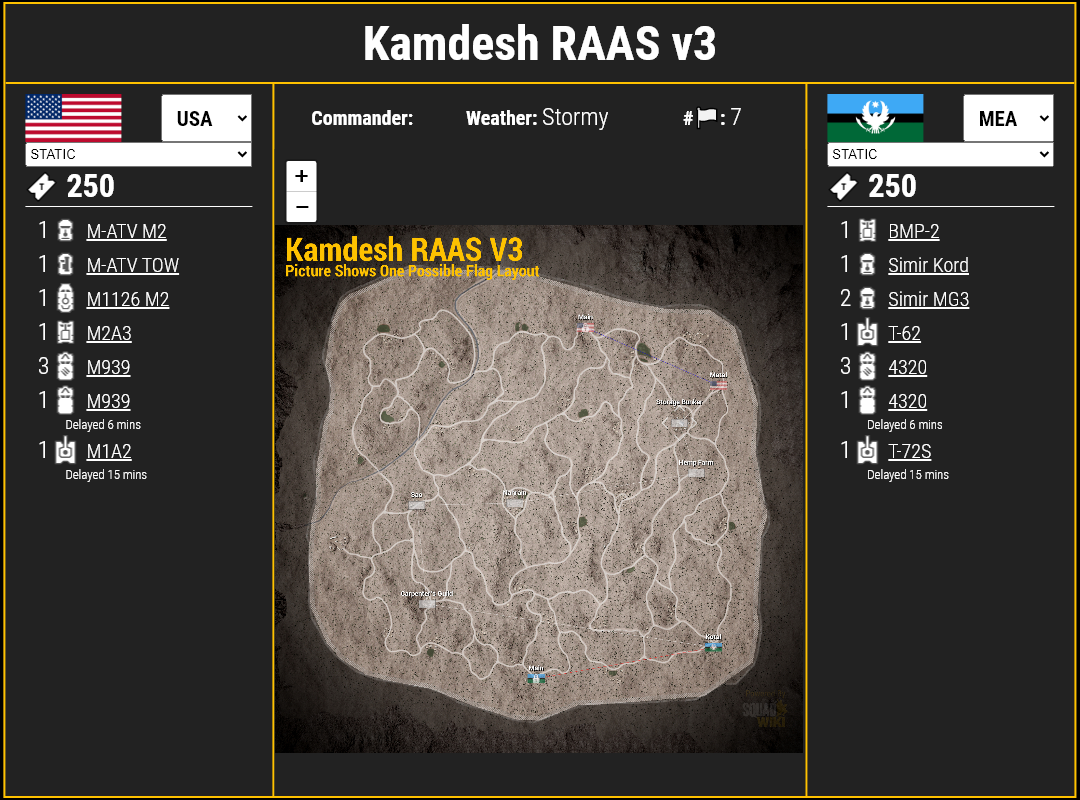 Kamdesh RAAS v3
USA
STATIC
250
1 M-ATV M2
1 M-ATV TOW
1 M1126 M2
1 M2A3
3 M939
1 M939
Delayed 6 mins
1 M1A2
Delayed 15 mins
Commander:
Weather: Stormy
# : 7
+
−
Kamdesh RAAS V3
Picture Shows One Possible Flag Layout
Main
Matal
Storage Bunker
Hemp Farm
Nahrain
Carpenter's Guild
Kotal
Main
SQUAD
WIKI
MEA
STATIC
250
1 BMP-2
1 Simir Kord
2 Simir MG3
1 T-62
3 4320
1 4320
Delayed 6 mins
1 T-72S
Delayed 15 mins